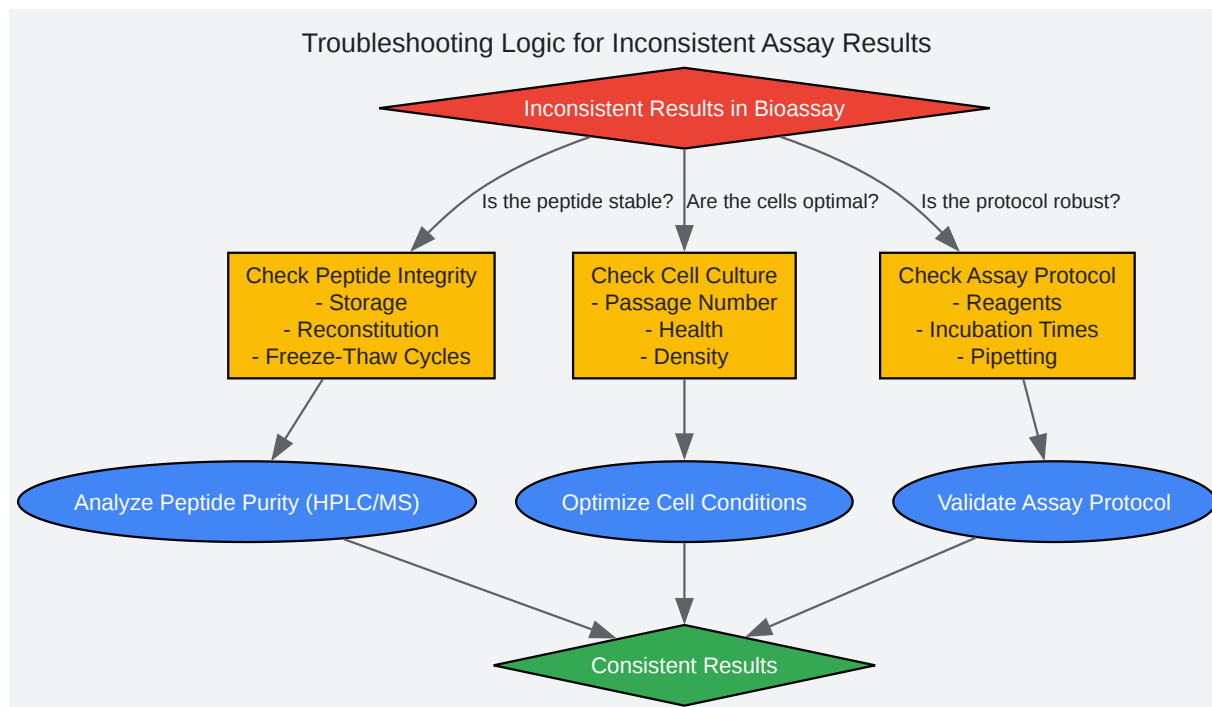 Troubleshooting Logic for Inconsistent Assay Results
Inconsistent Results in Bioassay
Is the peptide stable?
Are the cells optimal?
Is the protocol robust?
Check Peptide Integrity
- Storage
- Reconstitution
- Freeze-Thaw Cycles
Check Cell Culture
- Passage Number
- Health
- Density
Check Assay Protocol
- Reagents
- Incubation Times
- Pipetting
Analyze Peptide Purity (HPLC/MS)
Optimize Cell Conditions
Validate Assay Protocol
Consistent Results